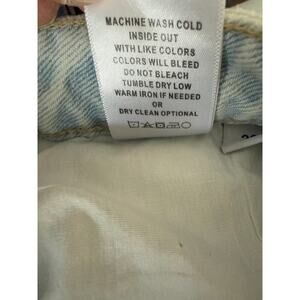 MACHINE WASH COLD
INSIDE OUT
WITH LIKE COLORS
COLORS WILL BLEED
DO NOT BLEACH
TUMBLE DRY LOW
WARM IRON IF NEEDED
OR
DRY CLEAN OPTIONAL